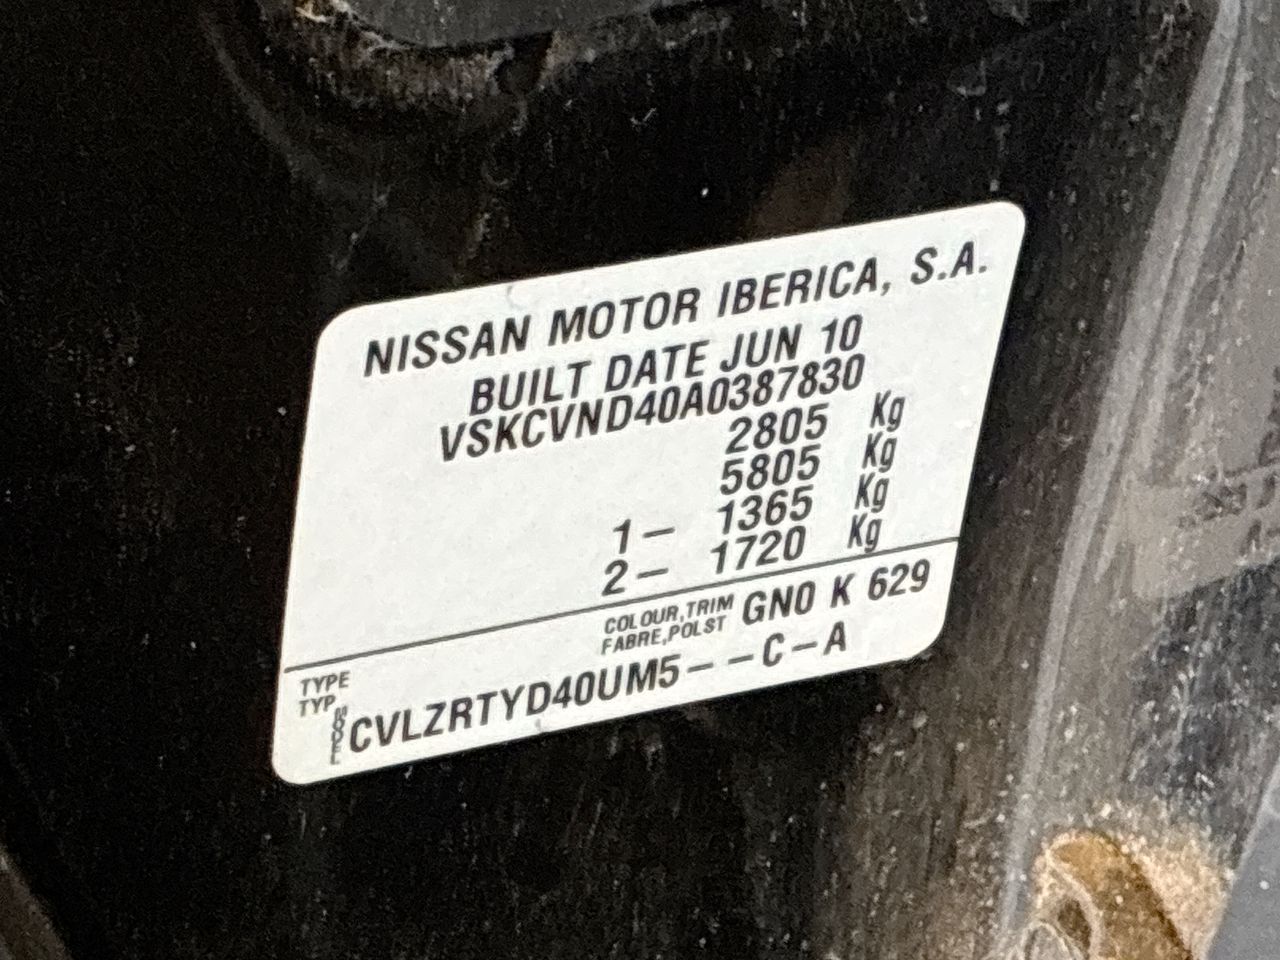 NISSAN MOTOR IBERICA, S.A.
BUILT DATE JUN 10
VSKCVND40A0387830
2805 Kg
5805 Kg
1- 1365 Kg
2- 1720 Kg
COLOUR,TRIM
FABRE,POLST
GN0 K 629
TYPE
TYP
MODEL
CVLZRTYD40UM5--C-A